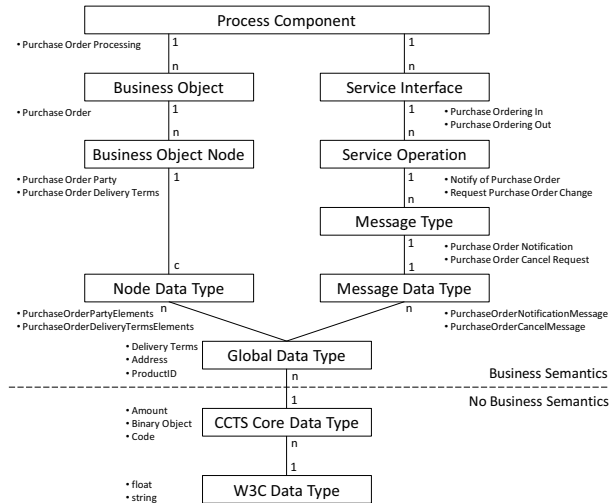 Process Component
• Purchase Order Processing
1
1
n
n
Business Object
Service Interface
• Purchase Order
1
1
• Purchase Ordering In
n
n
• Purchase Ordering Out
Business Object Node
Service Operation
• Purchase Order Party
1
1
• Notify of Purchase Order
• Purchase Order Delivery Terms
n
• Request Purchase Order Change
Message Type
1
• Purchase Order Notification
c
1
• Purchase Order Cancel Request
Node Data Type
Message Data Type
n
n
• PurchaseOrderPartyElements
• PurchaseOrderDeliveryTermsElements
• PurchaseOrderNotificationMessage
• PurchaseOrderCancelMessage
• Delivery Terms
• Address
• ProductID
Global Data Type
n
Business Semantics
No Business Semantics
1
• Amount
• Binary Object
• Code
CCTS Core Data Type
n
1
• float
• string
W3C Data Type